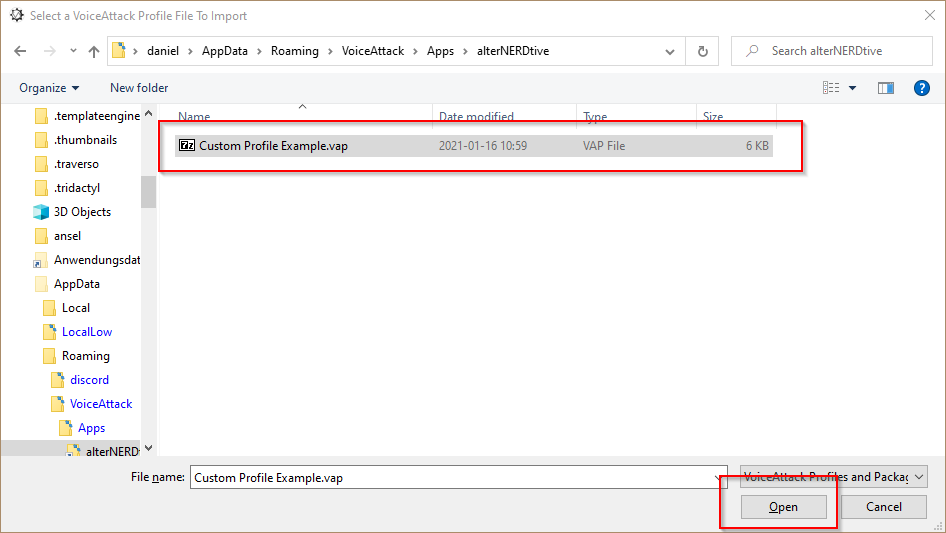 Select a VoiceAttack Profile File To Import
daniel › AppData › Roaming › VoiceAttack › Apps › alterNERDtive
Search alterNERDtive
Organize
New folder
Name
Date modified
Type
Size
Custom Profile Example.vap 2021-01-16 10:59 VAP File 6 KB
.templateengine
.thumbnails
.traverso
.tridactyl
3D Objects
ansel
Anwendungsdat
AppData
Local
LocalLow
Roaming
discord
VoiceAttack
Apps
alterNERDt
File name: Custom Profile Example.vap
VoiceAttack Profiles and Packag
Open
Cancel